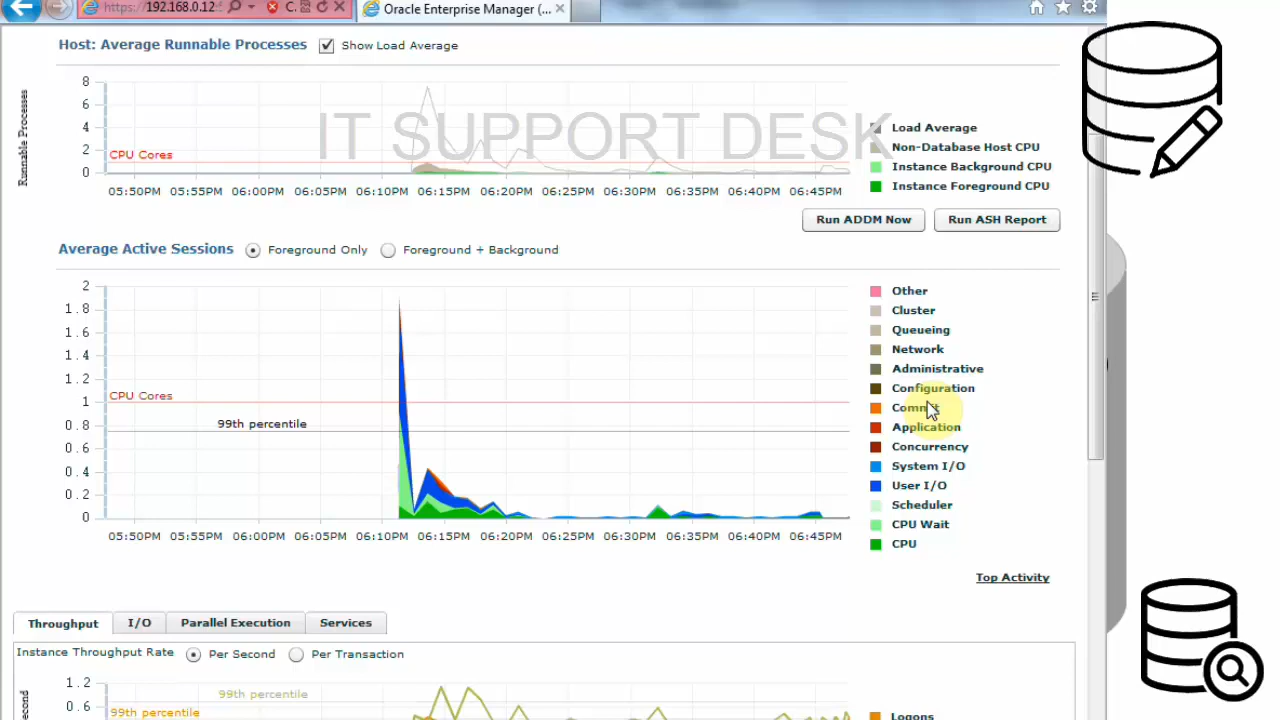 https://192.168.0.12:
Oracle Enterprise Manager (...
Host: Average Runnable Processes
Show Load Average
Runnable Processes
8
6
4
2
0
CPU Cores
IT SUPPORT DESK
Load Average
Non-Database Host CPU
Instance Background CPU
Instance Foreground CPU
05:50PM 05:55PM 06:00PM 06:05PM 06:10PM 06:15PM 06:20PM 06:25PM 06:30PM 06:35PM 06:40PM 06:45PM
Run ADDM Now
Run ASH Report
Average Active Sessions
Foreground Only
Foreground + Background
2
1.8
1.6
1.4
1.2
1
0.8
0.6
0.4
0.2
0
CPU Cores
99th percentile
Other
Cluster
Queueing
Network
Administrative
Configuration
Commit
Application
Concurrency
System I/O
User I/O
Scheduler
CPU Wait
CPU
05:50PM 05:55PM 06:00PM 06:05PM 06:10PM 06:15PM 06:20PM 06:25PM 06:30PM 06:35PM 06:40PM 06:45PM
Top Activity
Throughput
I/O
Parallel Execution
Services
Instance Throughput Rate
Per Second
Per Transaction
1.2
0.6
99th percentile
99th percentile
Logons